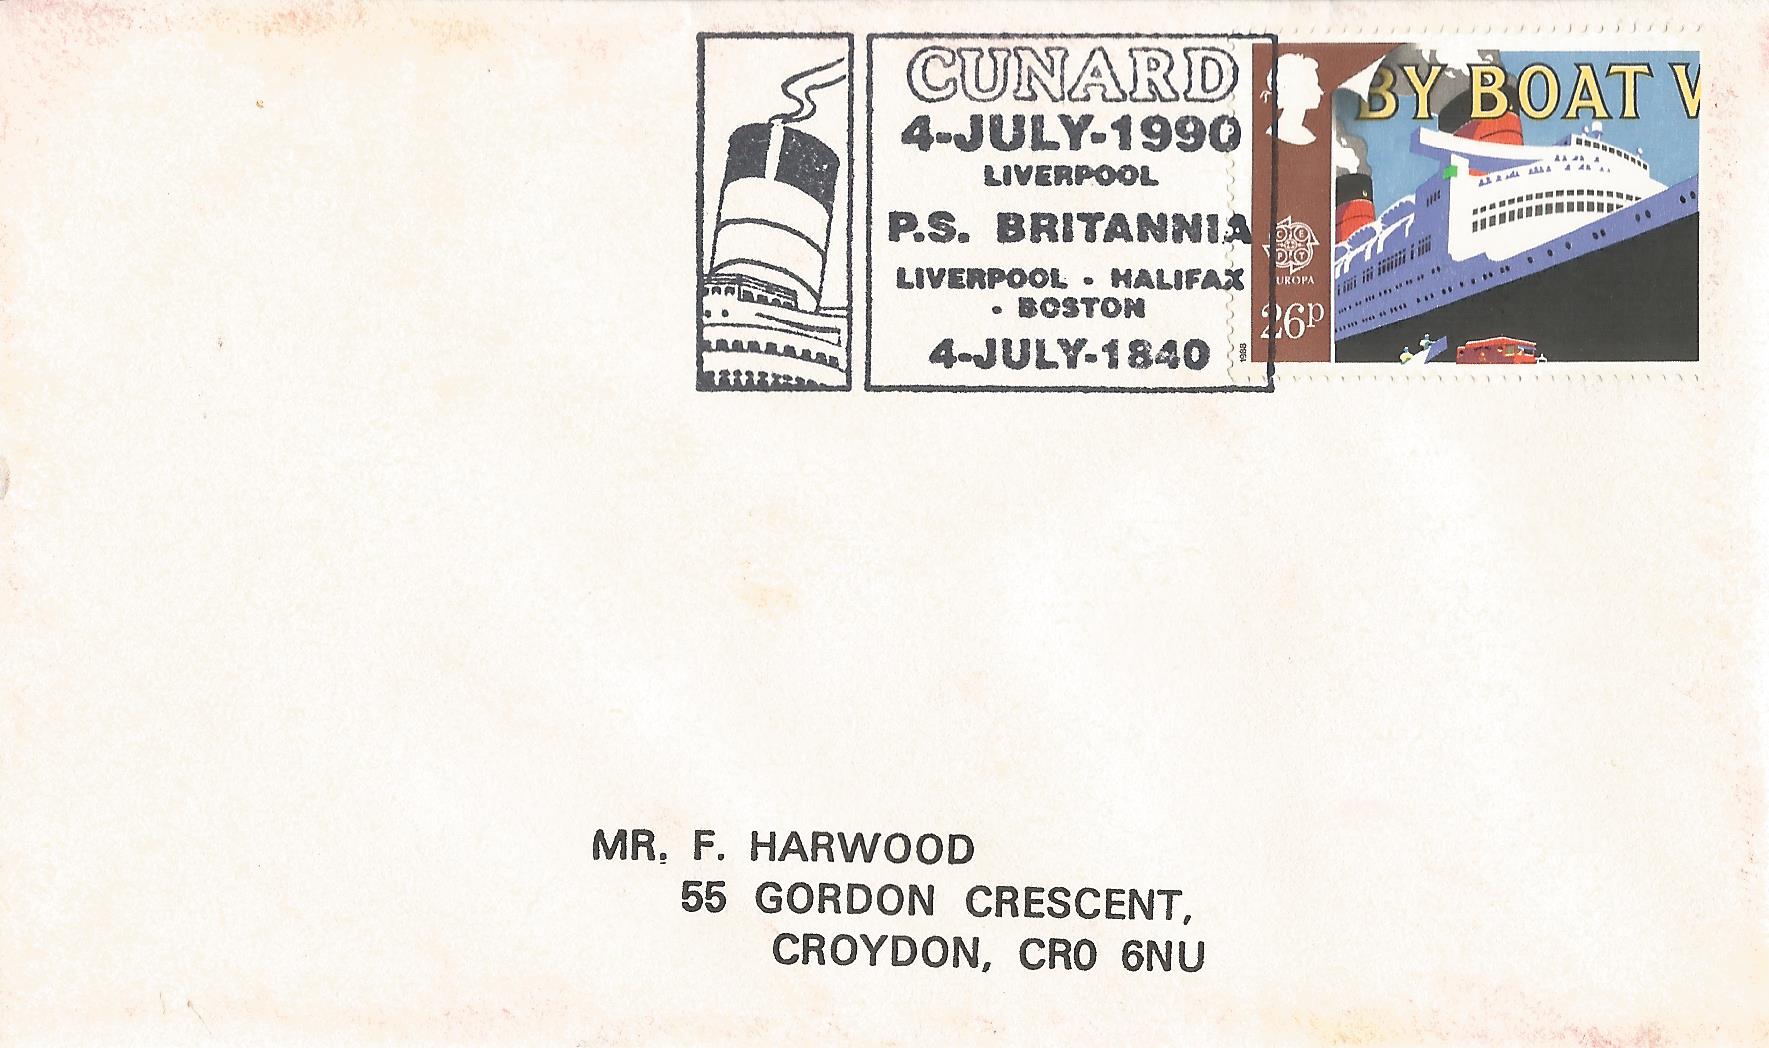 CUNARD
4-JULY-1990
LIVERPOOL
P.S. BRITANNIA
LIVERPOOL - HALIFAX
- BOSTON
4-JULY-1840
BY BOAT
CEPT
EUROPA
26p
1988
MR. F. HARWOOD
55 GORDON CRESCENT,
CROYDON, CR0 6NU